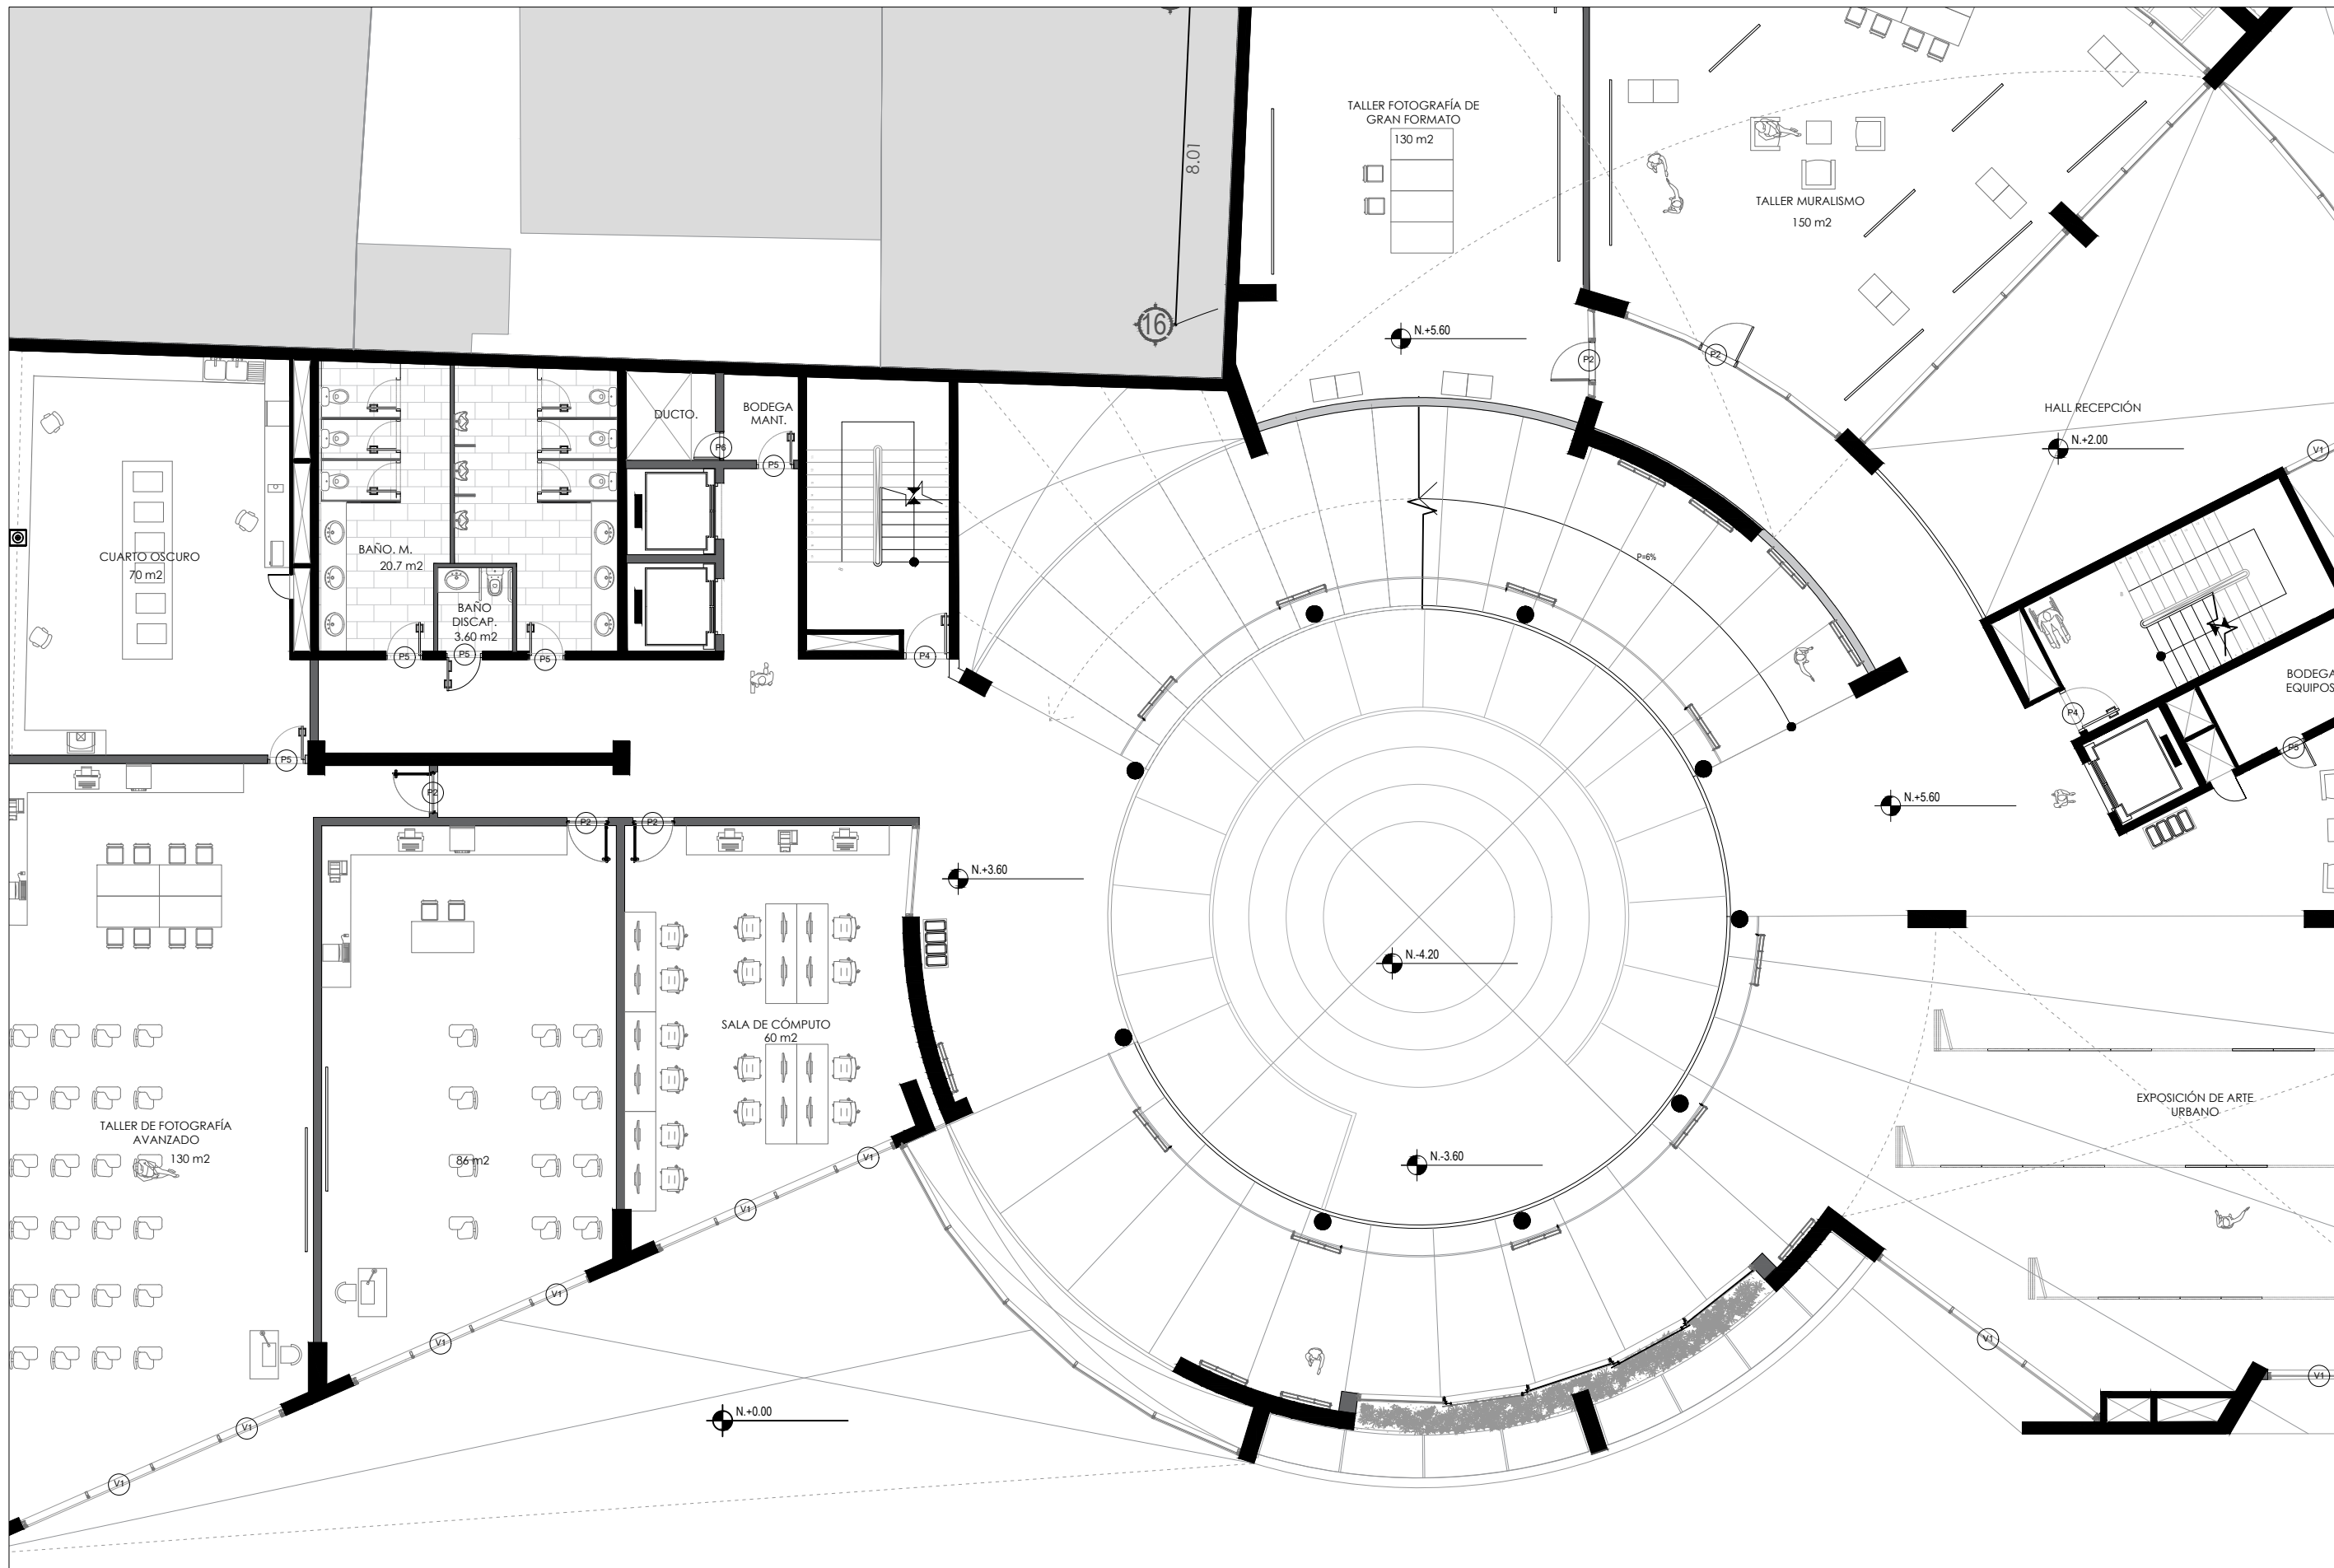 8.01
16
TALLER FOTOGRAFÍA DE
GRAN FORMATO
130 m2
TALLER MURALISMO
150 m2
N.+5.60
P2
P2
HALL RECEPCIÓN
N.+2.00
V1
DUCTO.
BODEGA
MANT.
P6
P5
CUARTO OSCURO
70 m2
BAÑO. M.
20.7 m2
BAÑO
DISCAP.
3.60 m2
P5
P5
P5
P4
P=6%
BODEGA
EQUIPOS
P4
P5
P5
P2
P2
P2
N.+5.60
N.+3.60
N.-4.20
SALA DE CÓMPUTO
60 m2
EXPOSICIÓN DE ARTE
URBANO
TALLER DE FOTOGRAFÍA
AVANZADO
130 m2
86 m2
N.-3.60
V1
V1
V1
V1
V1
V1
V1
V1
N.+0.00